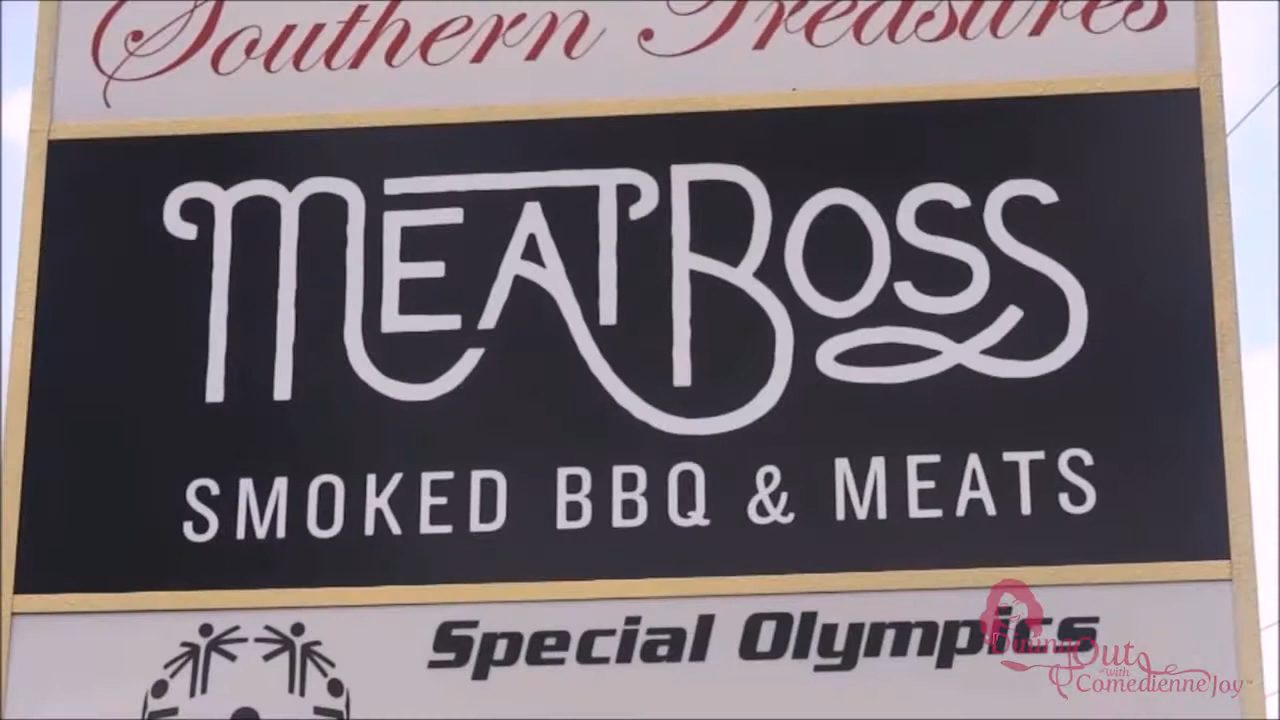 Southern Treasures
MEATBOSS
SMOKED BBQ & MEATS
Special Olympics
Dining Out
with
Comedienne Joy